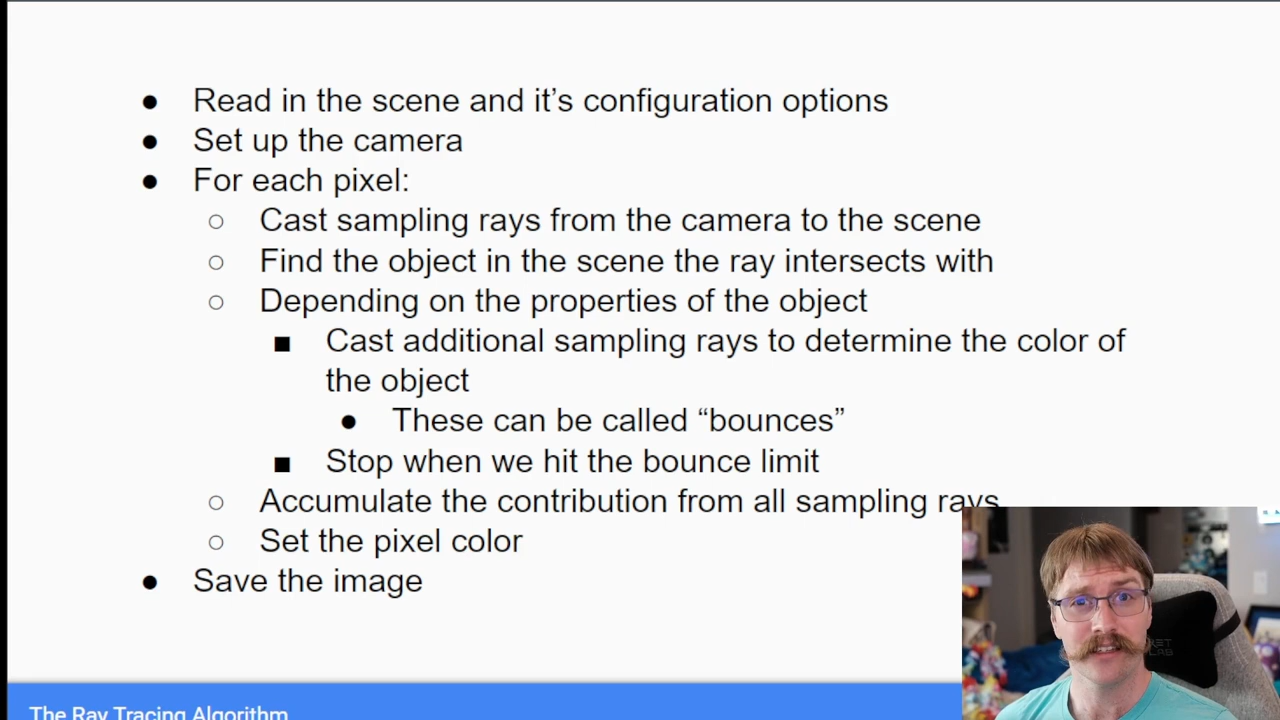 ● Read in the scene and it’s configuration options
● Set up the camera
● For each pixel:
○ Cast sampling rays from the camera to the scene
○ Find the object in the scene the ray intersects with
○ Depending on the properties of the object
■ Cast additional sampling rays to determine the color of
the object
● These can be called “bounces”
■ Stop when we hit the bounce limit
○ Accumulate the contribution from all sampling rays
○ Set the pixel color
● Save the image
The Ray Tracing Algorithm